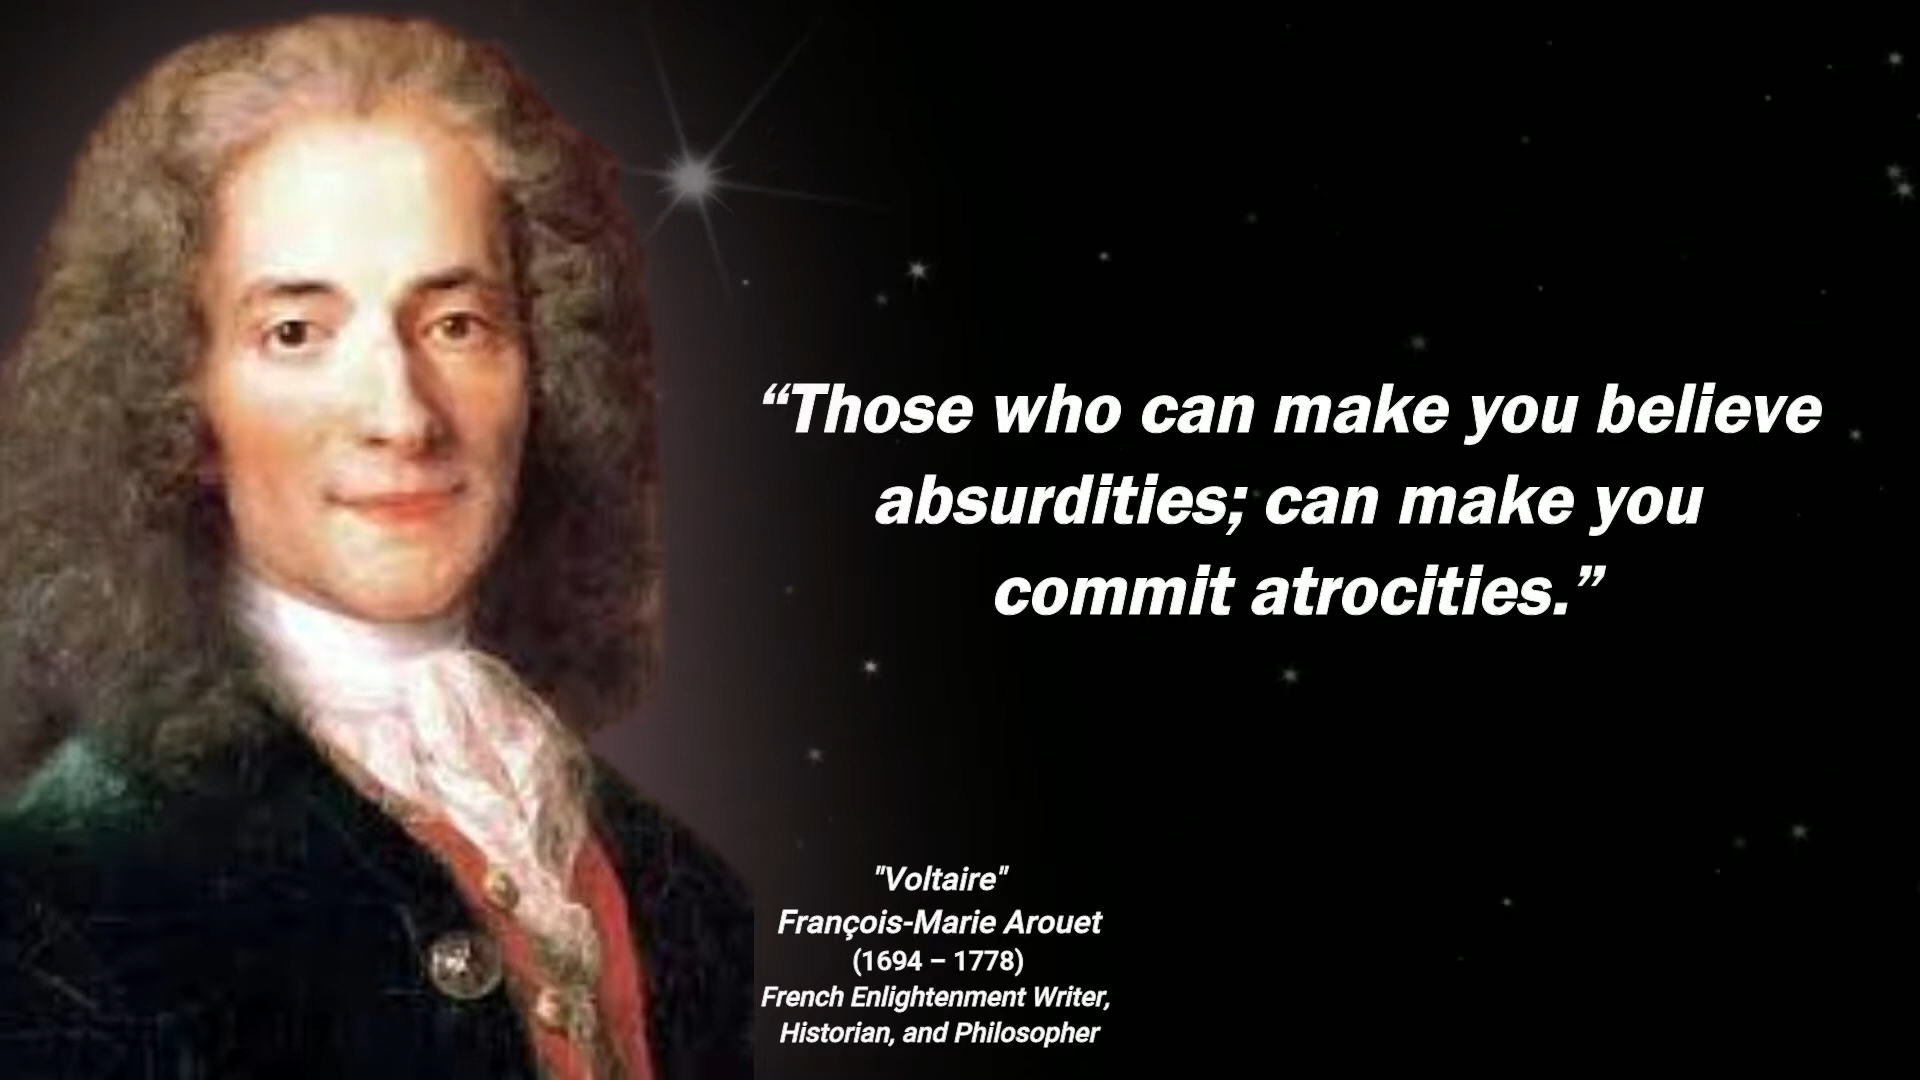 “Those who can make you believe
absurdities; can make you
commit atrocities.”
"Voltaire"
François-Marie Arouet
(1694 – 1778)
French Enlightenment Writer,
Historian, and Philosopher